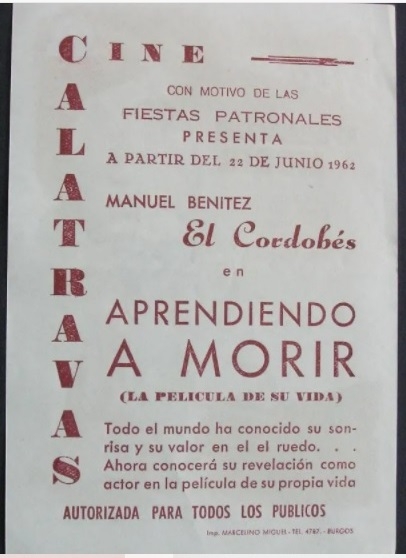 CINE
CALATRAVAS
CON MOTIVO DE LAS
FIESTAS PATRONALES
PRESENTA
A PARTIR DEL 22 DE JUNIO 1962
MANUEL BENITEZ
El Cordobés
en
APRENDIENDO
A MORIR
(LA PELICULA DE SU VIDA)
Todo el mundo ha conocido su son-
risa y su valor en el el ruedo. . .
Ahora conocerá su revelación como
actor en la película de su propia vida
AUTORIZADA PARA TODOS LOS PUBLICOS
Imp. MARCELINO MIGUEL - TEL. 4767. - BURGOS